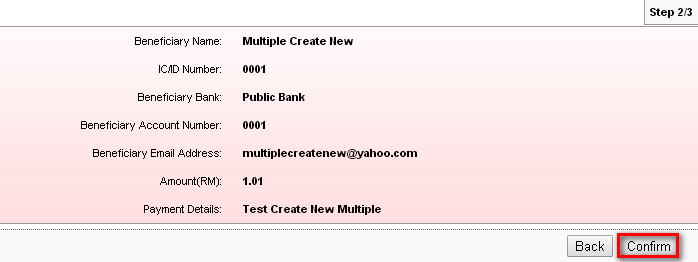 Step 2/3
Beneficiary Name: Multiple Create New
IC/ID Number: 0001
Beneficiary Bank: Public Bank
Beneficiary Account Number: 0001
Beneficiary Email Address: multiplecreatenew@yahoo.com
Amount(RM): 1.01
Payment Details: Test Create New Multiple
Back Confirm